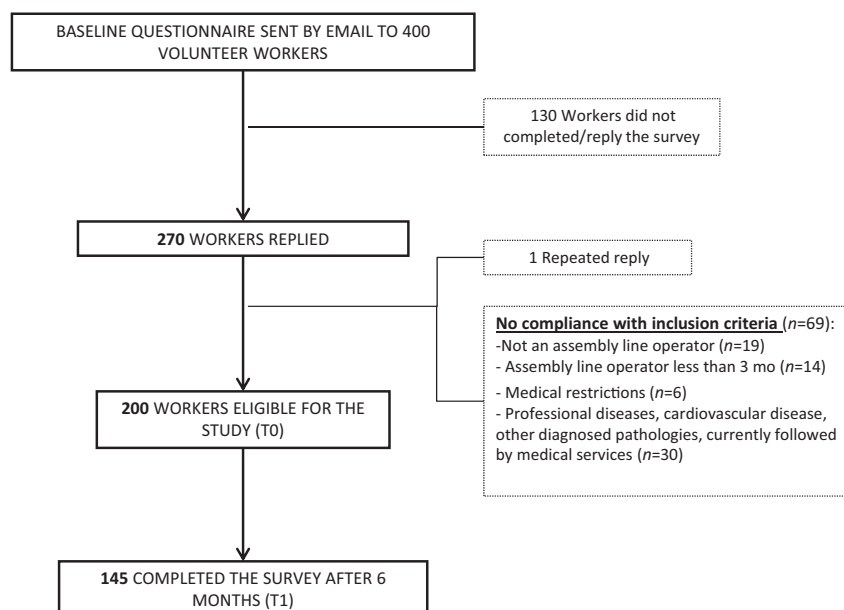 BASELINE QUESTIONNAIRE SENT BY EMAIL TO 400
VOLUNTEER WORKERS
130 Workers did not
completed/reply the survey
270 WORKERS REPLIED
1 Repeated reply
No compliance with inclusion criteria (n=69):
-Not an assembly line operator (n=19)
- Assembly line operator less than 3 mo (n=14)
- Medical restrictions (n=6)
- Professional diseases, cardiovascular disease,
other diagnosed pathologies, currently followed
by medical services (n=30)
200 WORKERS ELIGIBLE FOR THE
STUDY (T0)
145 COMPLETED THE SURVEY AFTER 6
MONTHS (T1)